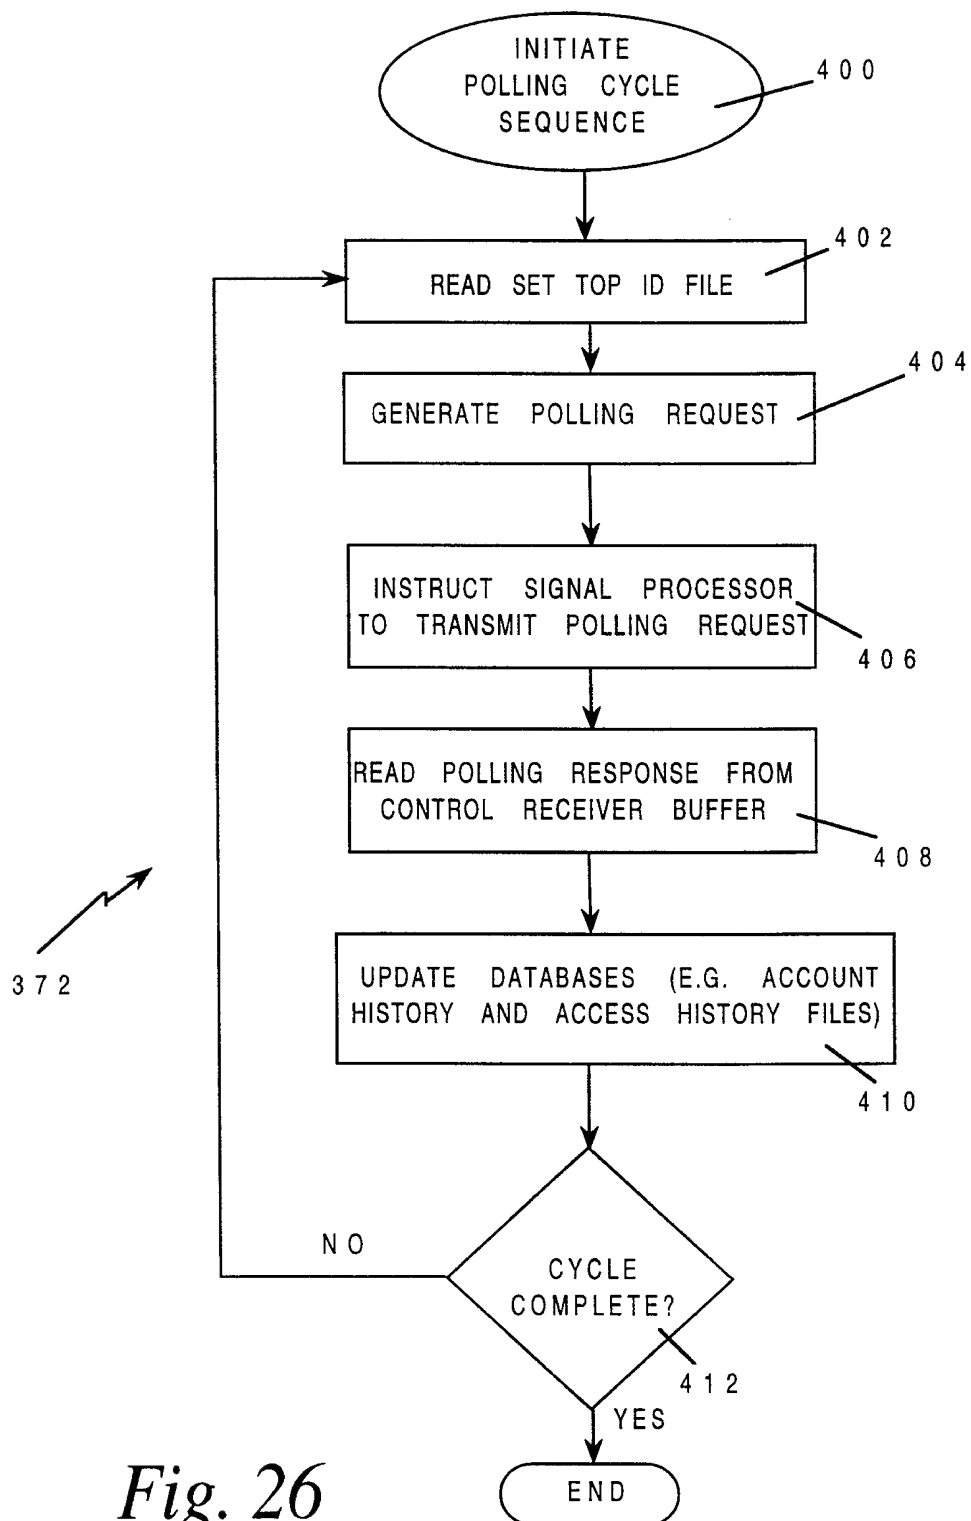 INITIATE
POLLING CYCLE
SEQUENCE
400
402
READ SET TOP ID FILE
404
GENERATE POLLING REQUEST
INSTRUCT SIGNAL PROCESSOR
TO TRANSMIT POLLING REQUEST
406
READ POLLING RESPONSE FROM
CONTROL RECEIVER BUFFER
408
372
UPDATE DATABASES (E.G. ACCOUNT
HISTORY AND ACCESS HISTORY FILES)
410
NO
CYCLE
COMPLETE?
412
YES
END
Fig. 26